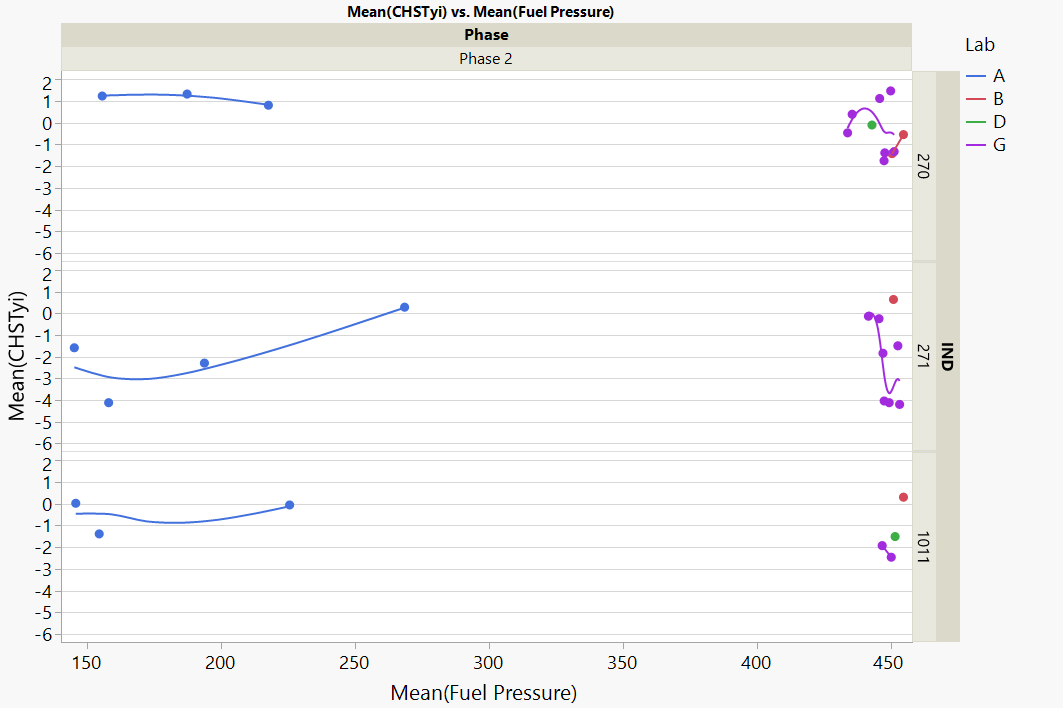 Mean(CHSTyi) vs. Mean(Fuel Pressure)
Phase
Phase 2
Lab
A
B
D
G
Mean(CHSTyi)
2
1
0
-1
-2
-3
-4
-5
-6
270
2
1
0
-1
-2
-3
-4
-5
-6
271
IND
2
1
0
-1
-2
-3
-4
-5
-6
1011
150 200 250 300 350 400 450
Mean(Fuel Pressure)